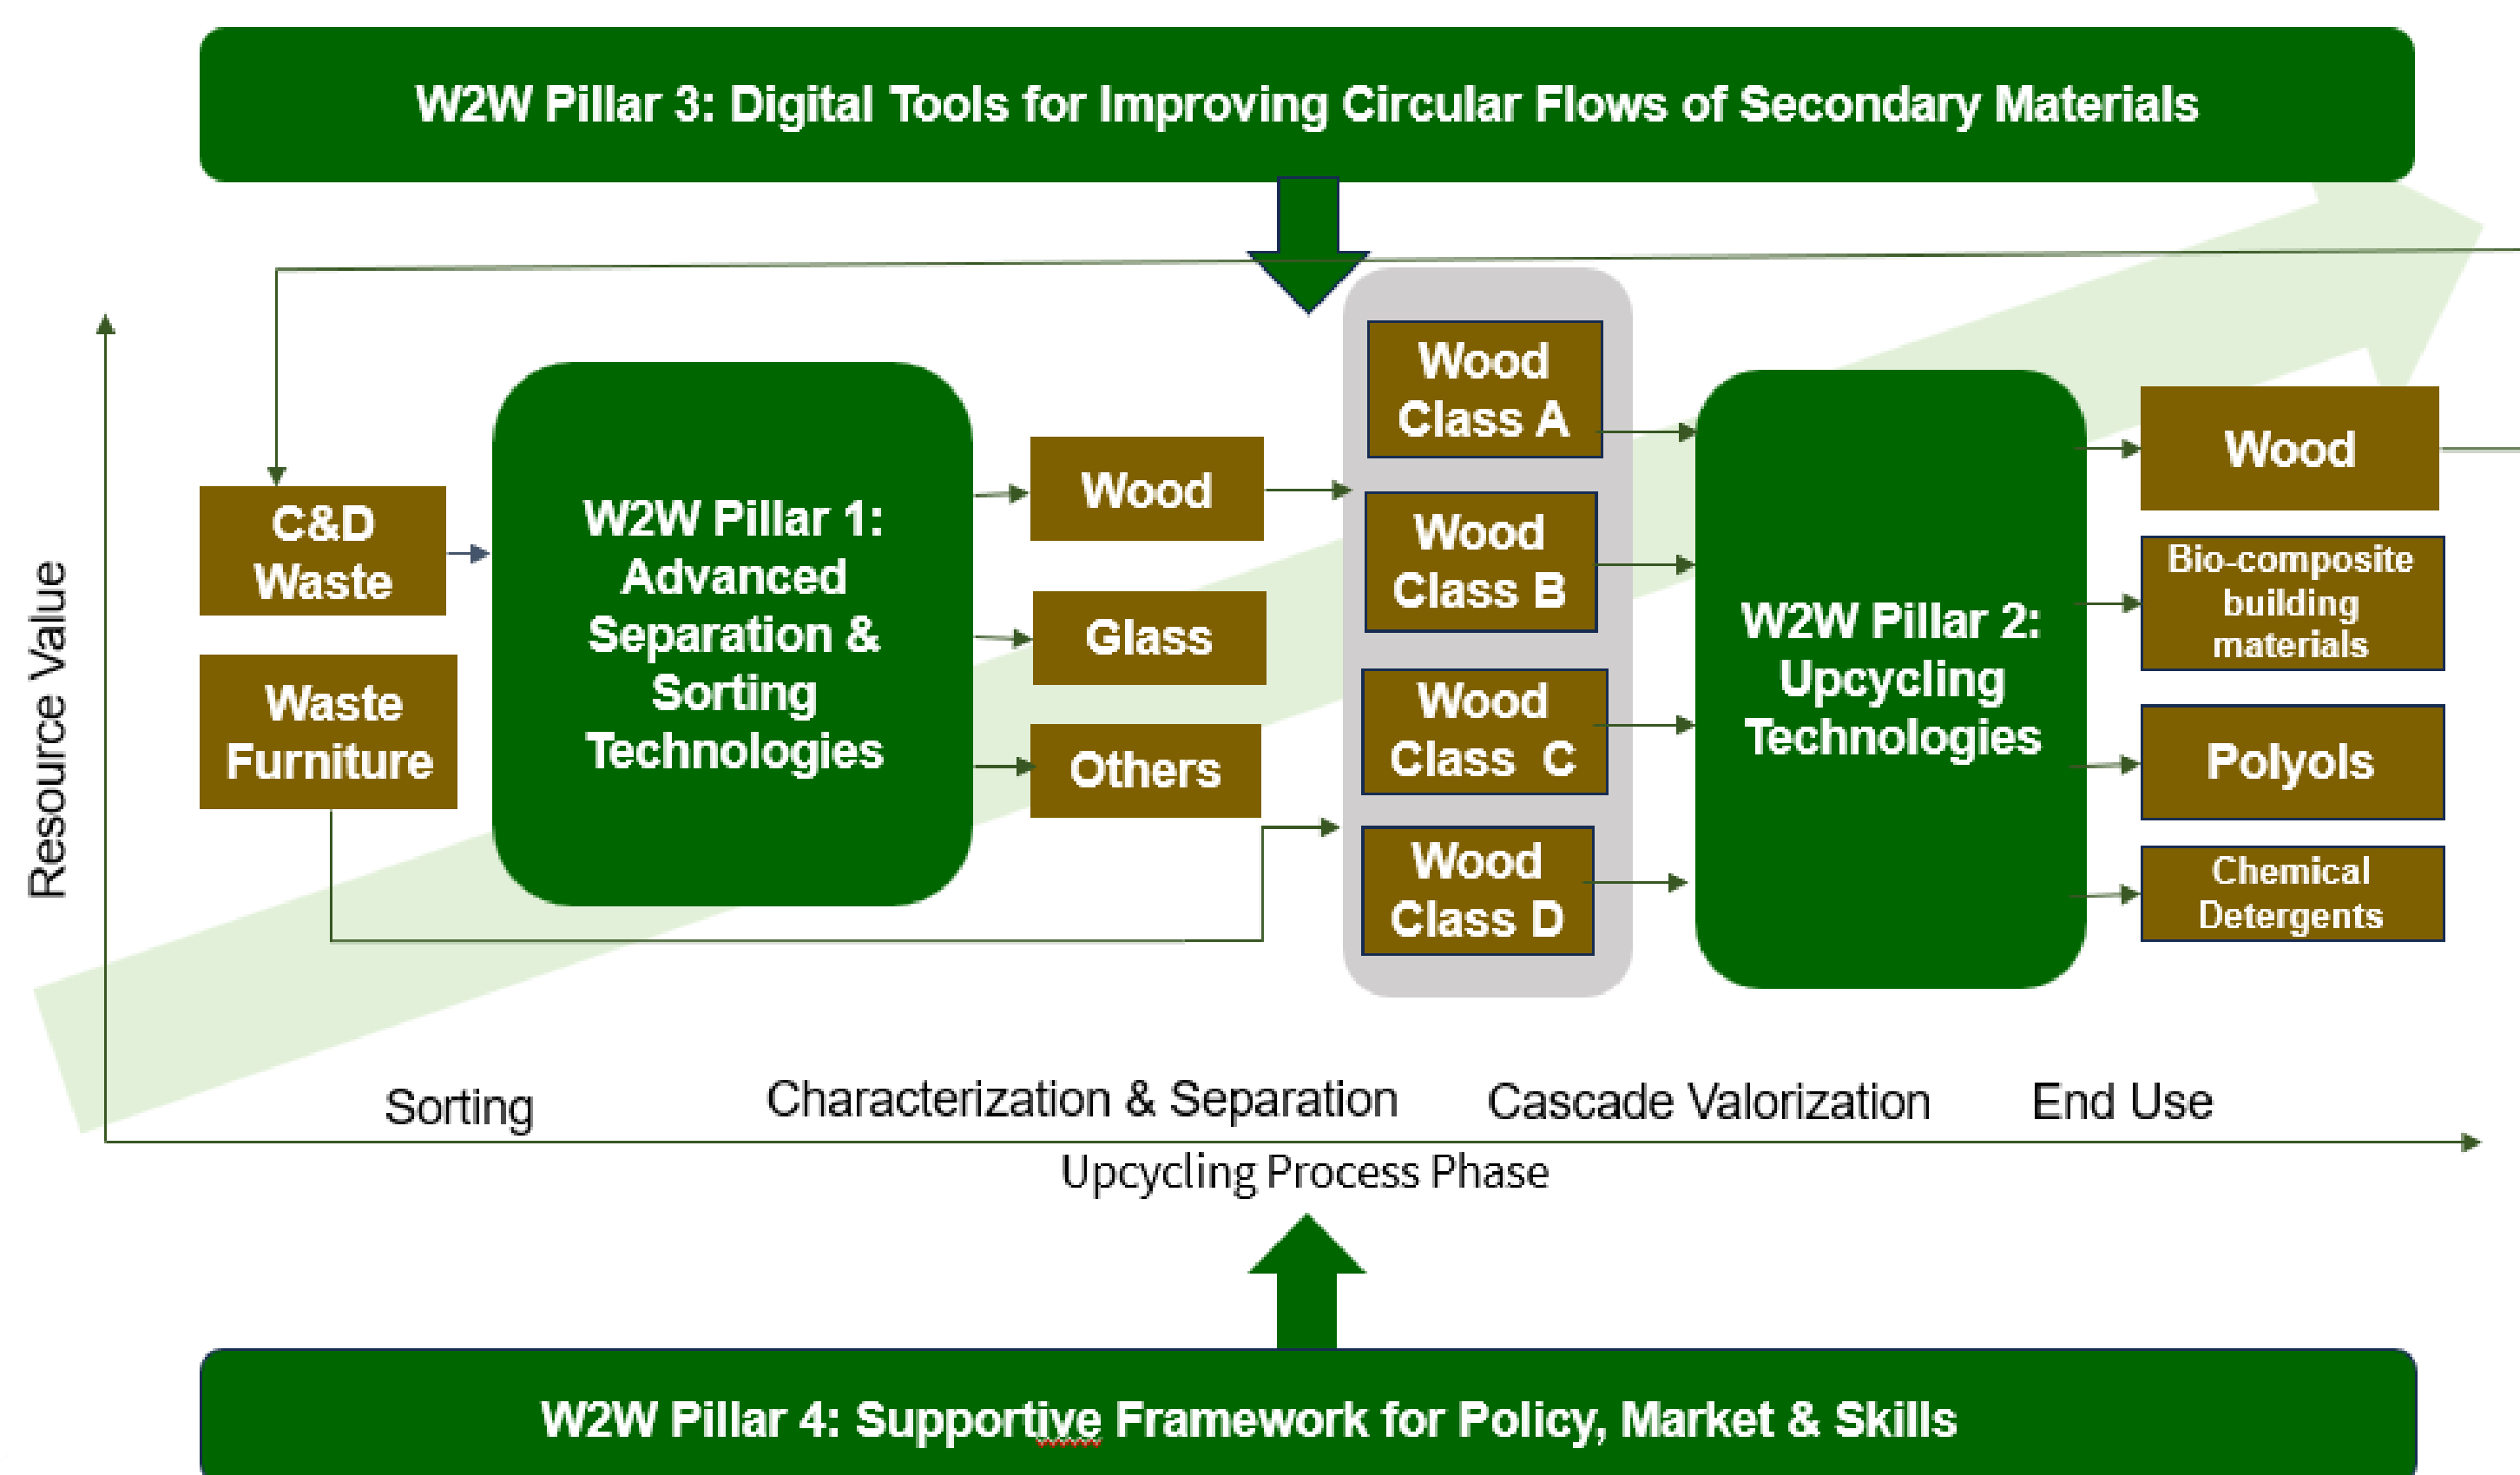 W2W Pillar 3: Digital Tools for Improving Circular Flows of Secondary Materials
Resource Value
C&D
Waste
Waste
Furniture
W2W Pillar 1:
Advanced
Separation &
Sorting
Technologies
Wood
Glass
Others
Wood
Class A
Wood
Class B
Wood
Class C
Wood
Class D
W2W Pillar 2:
Upcycling
Technologies
Wood
Bio-composite
building
materials
Polyols
Chemical
Detergents
Sorting
Characterization & Separation
Cascade Valorization
End Use
Upcycling Process Phase
W2W Pillar 4: Supportive Framework for Policy, Market & Skills